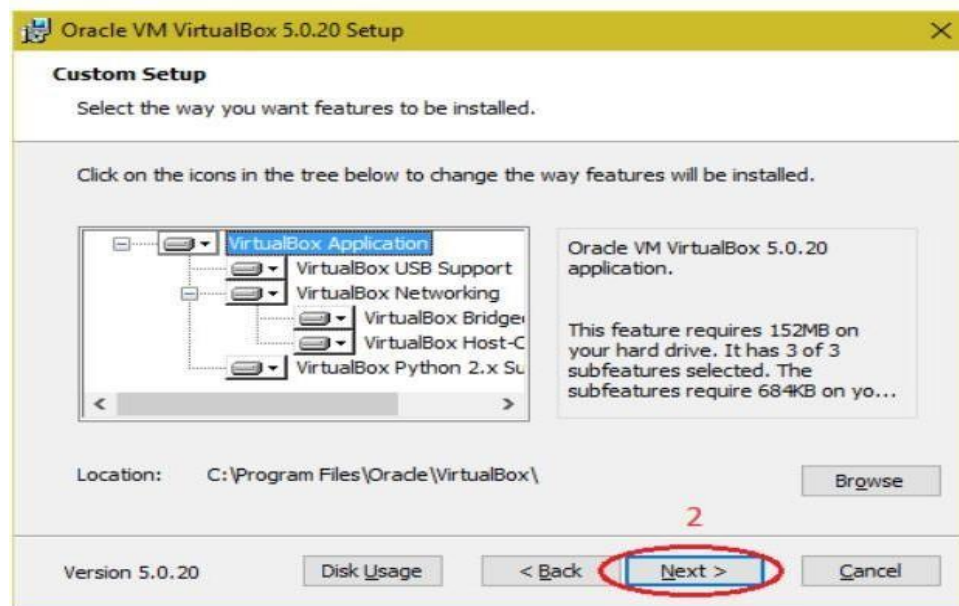 Oracle VM VirtualBox 5.0.20 Setup
Custom Setup
Select the way you want features to be installed.
Click on the icons in the tree below to change the way features will be installed.
VirtualBox Application
VirtualBox USB Support
VirtualBox Networking
VirtualBox Bridge
VirtualBox Host-C
VirtualBox Python 2.x Su
Oracle VM VirtualBox 5.0.20
application.
This feature requires 152MB on
your hard drive. It has 3 of 3
subfeatures selected. The
subfeatures require 684KB on yo...
Location: C:\Program Files\Oracle\VirtualBox\
Browse
2
Version 5.0.20 Disk Usage < Back Next > Cancel